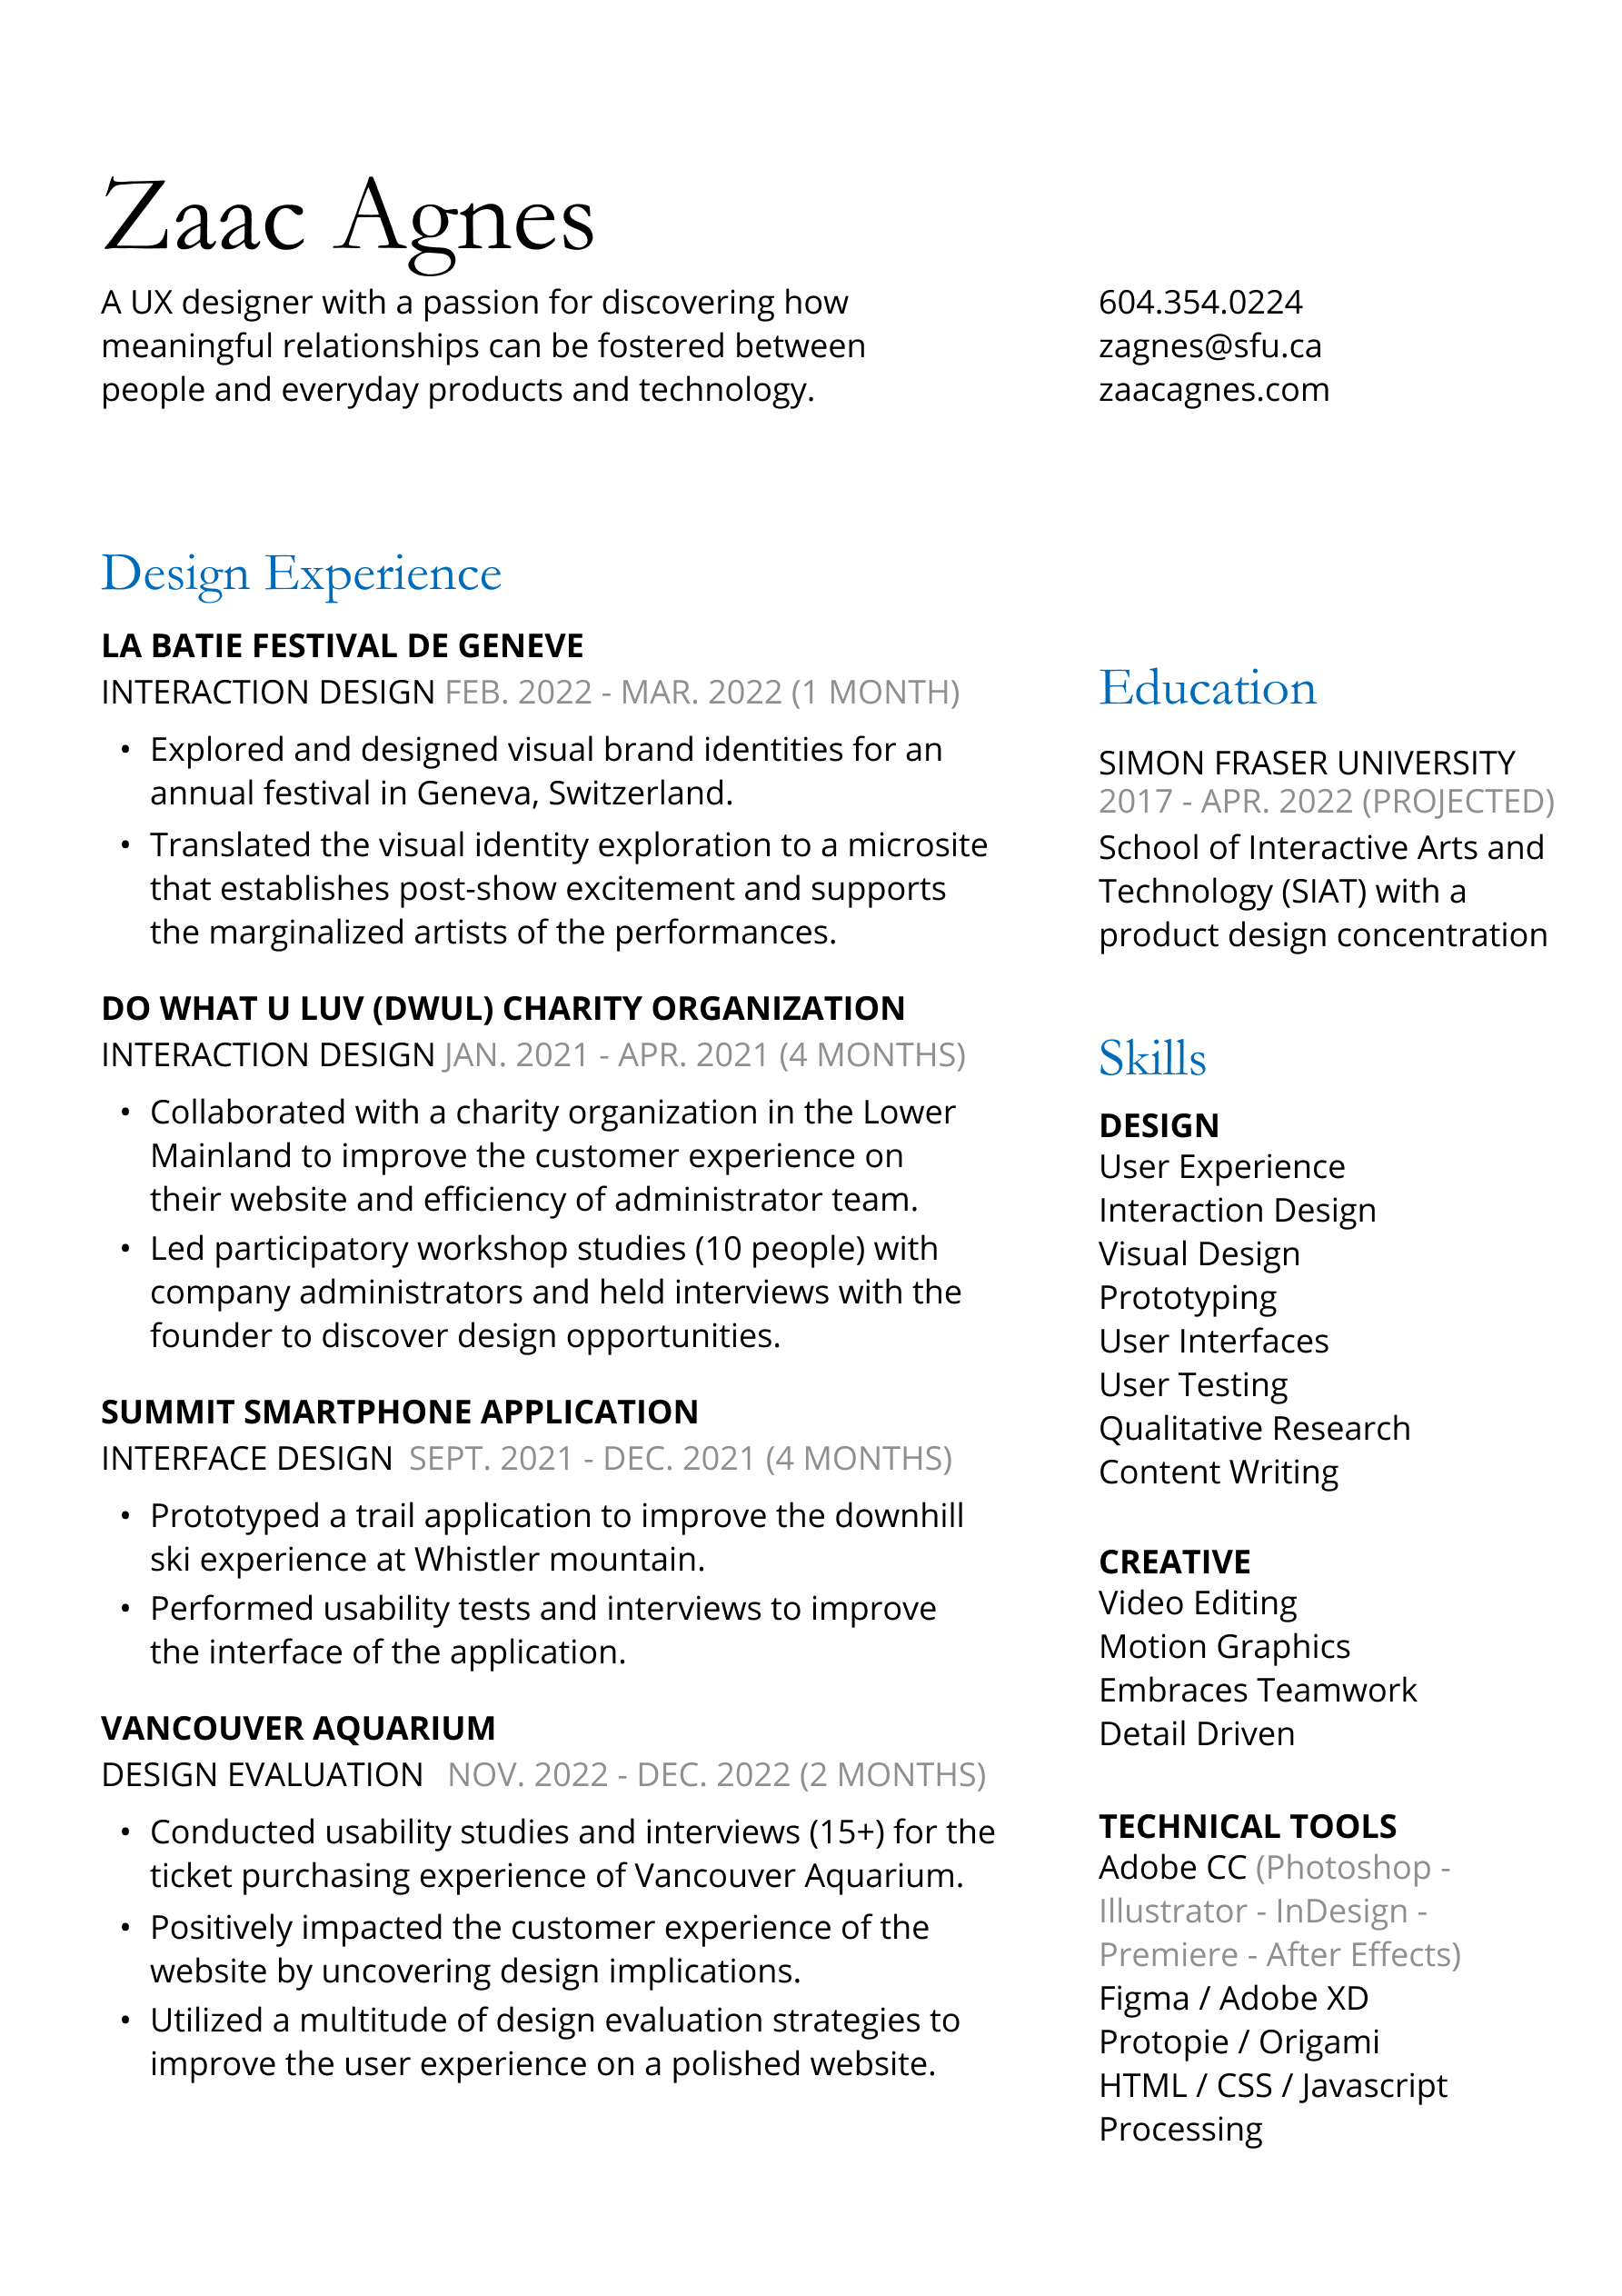 Zaac Agnes
A UX designer with a passion for discovering how
meaningful relationships can be fostered between
people and everyday products and technology.
604.354.0224
zagnes@sfu.ca
zaacagnes.com
Design Experience
LA BATIE FESTIVAL DE GENEVE
INTERACTION DESIGN FEB. 2022 - MAR. 2022 (1 MONTH)
• Explored and designed visual brand identities for an
annual festival in Geneva, Switzerland.
• Translated the visual identity exploration to a microsite
that establishes post-show excitement and supports
the marginalized artists of the performances.
DO WHAT U LUV (DWUL) CHARITY ORGANIZATION
INTERACTION DESIGN JAN. 2021 - APR. 2021 (4 MONTHS)
• Collaborated with a charity organization in the Lower
Mainland to improve the customer experience on
their website and efficiency of administrator team.
• Led participatory workshop studies (10 people) with
company administrators and held interviews with the
founder to discover design opportunities.
SUMMIT SMARTPHONE APPLICATION
INTERFACE DESIGN SEPT. 2021 - DEC. 2021 (4 MONTHS)
• Prototyped a trail application to improve the downhill
ski experience at Whistler mountain.
• Performed usability tests and interviews to improve
the interface of the application.
VANCOUVER AQUARIUM
DESIGN EVALUATION NOV. 2022 - DEC. 2022 (2 MONTHS)
• Conducted usability studies and interviews (15+) for the
ticket purchasing experience of Vancouver Aquarium.
• Positively impacted the customer experience of the
website by uncovering design implications.
• Utilized a multitude of design evaluation strategies to
improve the user experience on a polished website.
Education
SIMON FRASER UNIVERSITY
2017 - APR. 2022 (PROJECTED)
School of Interactive Arts and
Technology (SIAT) with a
product design concentration
Skills
DESIGN
User Experience
Interaction Design
Visual Design
Prototyping
User Interfaces
User Testing
Qualitative Research
Content Writing
CREATIVE
Video Editing
Motion Graphics
Embraces Teamwork
Detail Driven
TECHNICAL TOOLS
Adobe CC (Photoshop -
Illustrator - InDesign -
Premiere - After Effects)
Figma / Adobe XD
Protopie / Origami
HTML / CSS / Javascript
Processing